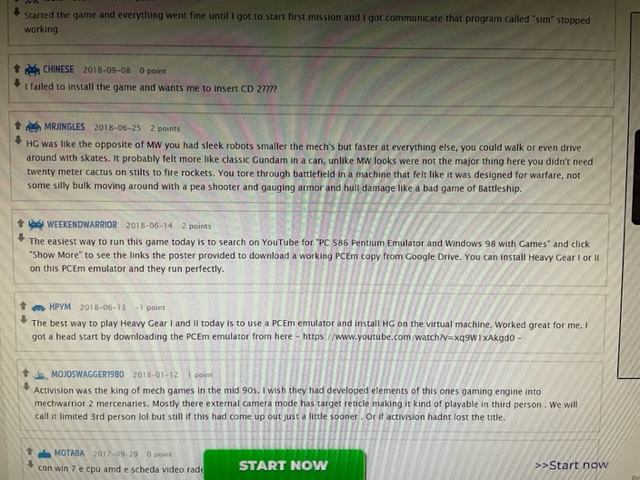 Started the game and everything went fine until I got to start first mission and I got communicate that program called "sim" stopped
working
CHINESE 2018-09-08 0 point
I failed to install the game and wants me to insert CD 2????
MRJINGLES 2018-06-25 2 points
HG was like the opposite of MW you had sleek robots smaller the mech's but faster at everything else, you could walk or even drive
around with skates. It probably felt more like classic Gundam in a can, unlike MW looks were not the major thing here you didn't need
twenty meter cactus on stilts to fire rockets. You tore through battlefield in a machine that felt like it was designed for warfare, not
some silly bulk moving around with a pea shooter and gauging armor and hull damage like a bad game of Battleship.
WEEKENDWARRIOR 2018-06-14 2 points
The easiest way to run this game today is to search on YouTube for "PC 586 Pentium Emulator and Windows 98 with Games" and click
"Show More" to see the links the poster provided to download a working PCEm copy from Google Drive. You can install Heavy Gear I or II
on this PCEm emulator and they run perfectly.
HPYM 2018-06-13 -1 point
The best way to play Heavy Gear I and II today is to use a PCEm emulator and install HG on the virtual machine. Worked great for me. I
got a head start by downloading the PCEm emulator from here - https://www.youtube.com/watch?v=xq9W1xAkgd0 -
MOJOSWAGGER1980 2018-01-12 1 point
Activision was the king of mech games in the mid 90s. I wish they had developed elements of this ones gaming engine into
mechwarrior 2 mercenaries. Mostly there external camera mode has target reticle making it kind of playable in third person . We will
call it limited 3rd person lol but still if this had come up out just a little sooner . Or if activision hadnt lost the title.
MOTABA 2017-09-29 0 point
con win 7 e cpu amd e scheda video rade
START NOW
>>Start now